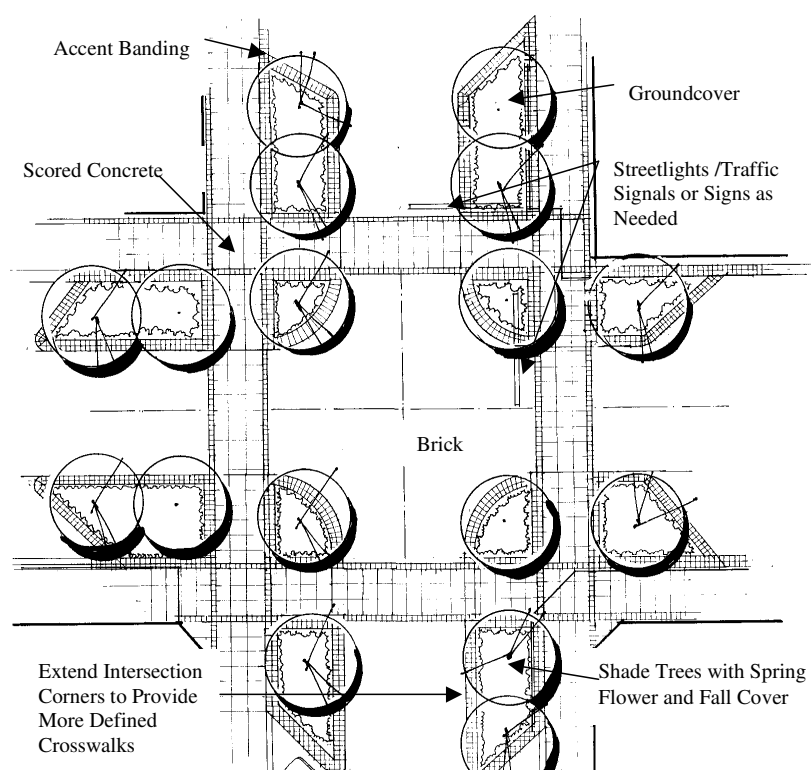 Accent Banding
Groundcover
Scored Concrete
Streetlights /Traffic
Signals or Signs as
Needed
Brick
Extend Intersection
Corners to Provide
More Defined
Crosswalks
Shade Trees with Spring
Flower and Fall Cover